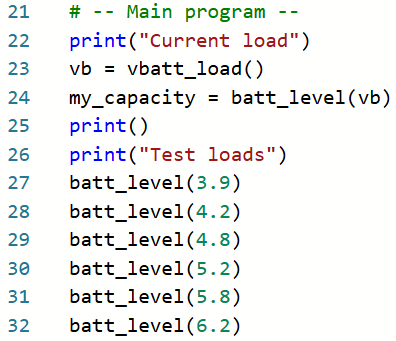 21 # -- Main program --
22 print("Current load")
23 vb = vbatt_load()
24 my_capacity = batt_level(vb)
25 print()
26 print("Test loads")
27 batt_level(3.9)
28 batt_level(4.2)
29 batt_level(4.8)
30 batt_level(5.2)
31 batt_level(5.8)
32 batt_level(6.2)